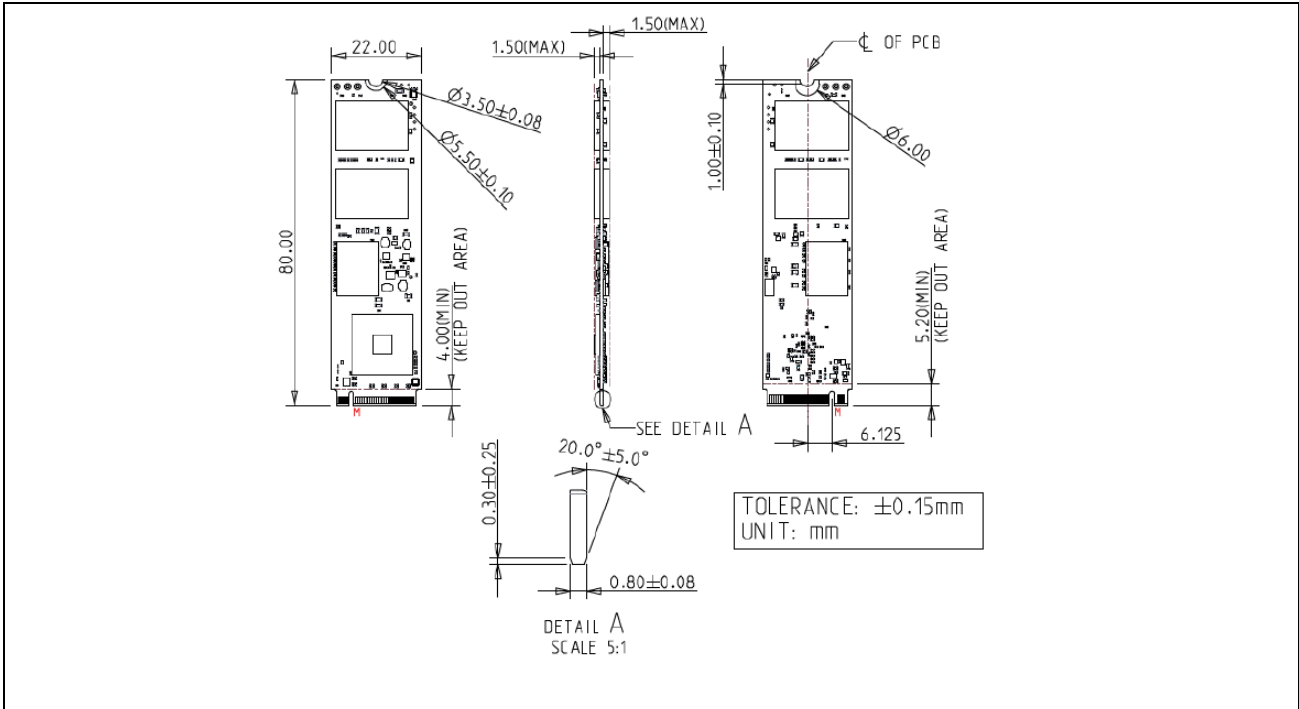 1.50(MAX)
22.00
1.50(MAX)
℄ OF PCB
Ø3.50±0.08
Ø5.50±0.10
1.00±0.10
Ø6.00
80.00
4.00(MIN)
(KEEP OUT AREA)
5.20(MIN)
(KEEP OUT AREA)
M
M
SEE DETAIL A
6.125
20.0°±5.0°
0.30±0.25
TOLERANCE: ±0.15mm
UNIT: mm
0.80±0.08
DETAIL A
SCALE 5:1